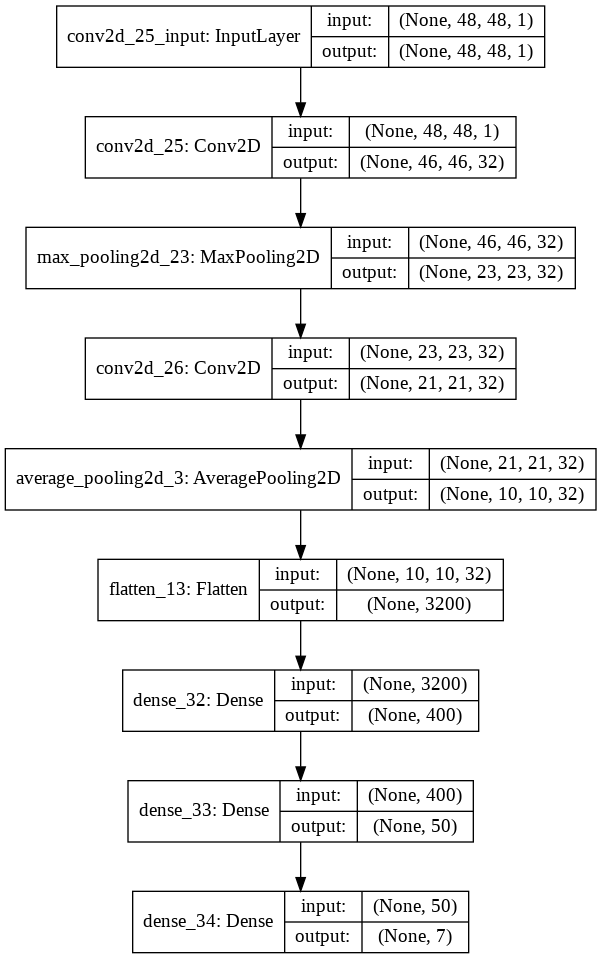 conv2d_25_input: InputLayer
input: (None, 48, 48, 1)
output: (None, 48, 48, 1)
conv2d_25: Conv2D
input: (None, 48, 48, 1)
output: (None, 46, 46, 32)
max_pooling2d_23: MaxPooling2D
input: (None, 46, 46, 32)
output: (None, 23, 23, 32)
conv2d_26: Conv2D
input: (None, 23, 23, 32)
output: (None, 21, 21, 32)
average_pooling2d_3: AveragePooling2D
input: (None, 21, 21, 32)
output: (None, 10, 10, 32)
flatten_13: Flatten
input: (None, 10, 10, 32)
output: (None, 3200)
dense_32: Dense
input: (None, 3200)
output: (None, 400)
dense_33: Dense
input: (None, 400)
output: (None, 50)
dense_34: Dense
input: (None, 50)
output: (None, 7)